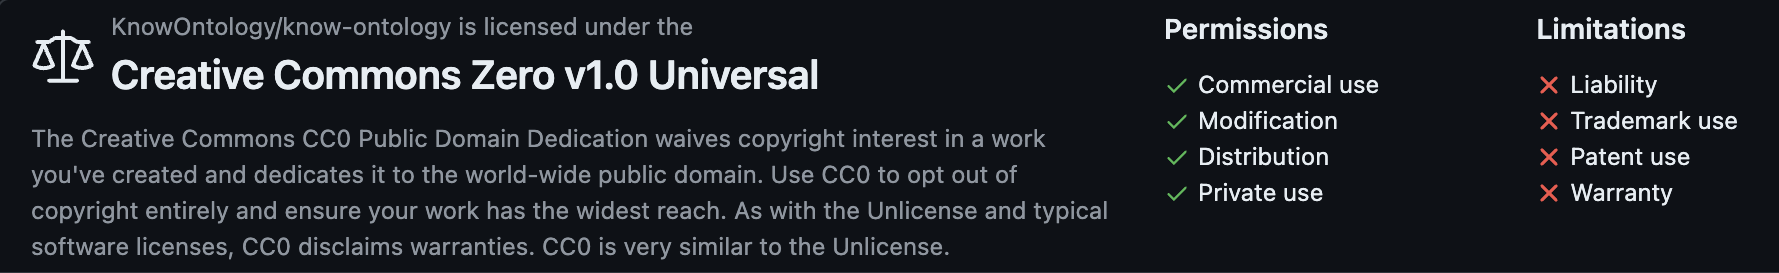 KnowOntology/know-ontology is licensed under the
Creative Commons Zero v1.0 Universal
The Creative Commons CC0 Public Domain Dedication waives copyright interest in a work
you've created and dedicates it to the world-wide public domain. Use CC0 to opt out of
copyright entirely and ensure your work has the widest reach. As with the Unlicense and typical
software licenses, CC0 disclaims warranties. CC0 is very similar to the Unlicense.
Permissions
Commercial use
Modification
Distribution
Private use
Limitations
Liability
Trademark use
Patent use
Warranty